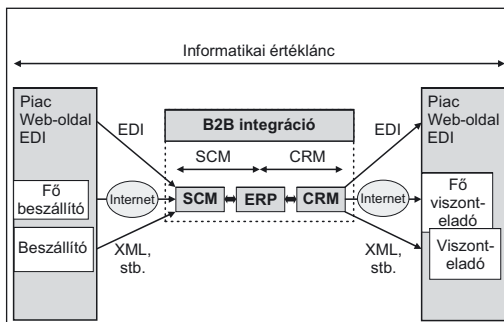 Informatikai értéklánc
Piac
Web-oldal
EDI
Fő
beszállító
Beszállító
EDI
Internet
XML,
stb.
B2B integráció
SCM
CRM
SCM
ERP
CRM
EDI
Internet
XML,
stb.
Piac
Web-oldal
EDI
Fő
viszont-
eladó
Viszont-
eladó